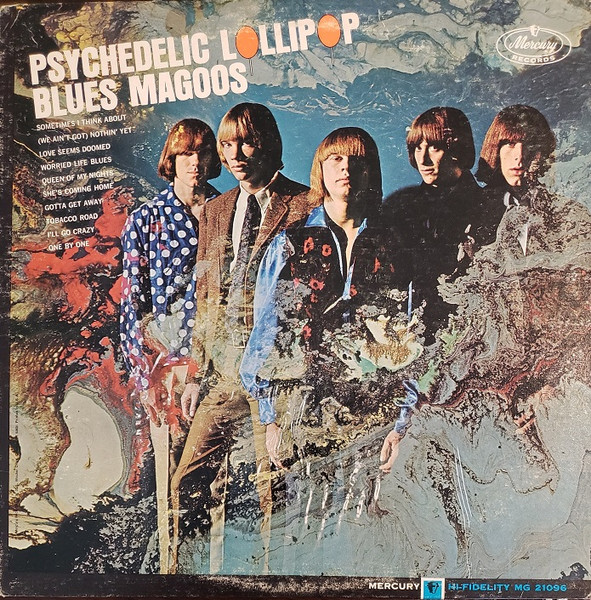 PSYCHEDELIC LOLLIPOP
BLUES MAGOOS
Mercury
RECORDS
SOMETIMES I THINK ABOUT
(WE AIN'T GOT) NOTHIN' YET
LOVE SEEMS DOOMED
WORRIED LIFE BLUES
QUEEN OF MY NIGHTS
SHE'S COMING HOME
GOTTA GET AWAY
TOBACCO ROAD
I'LL GO CRAZY
ONE BY ONE
MERCURY HI-FIDELITY MG 21096